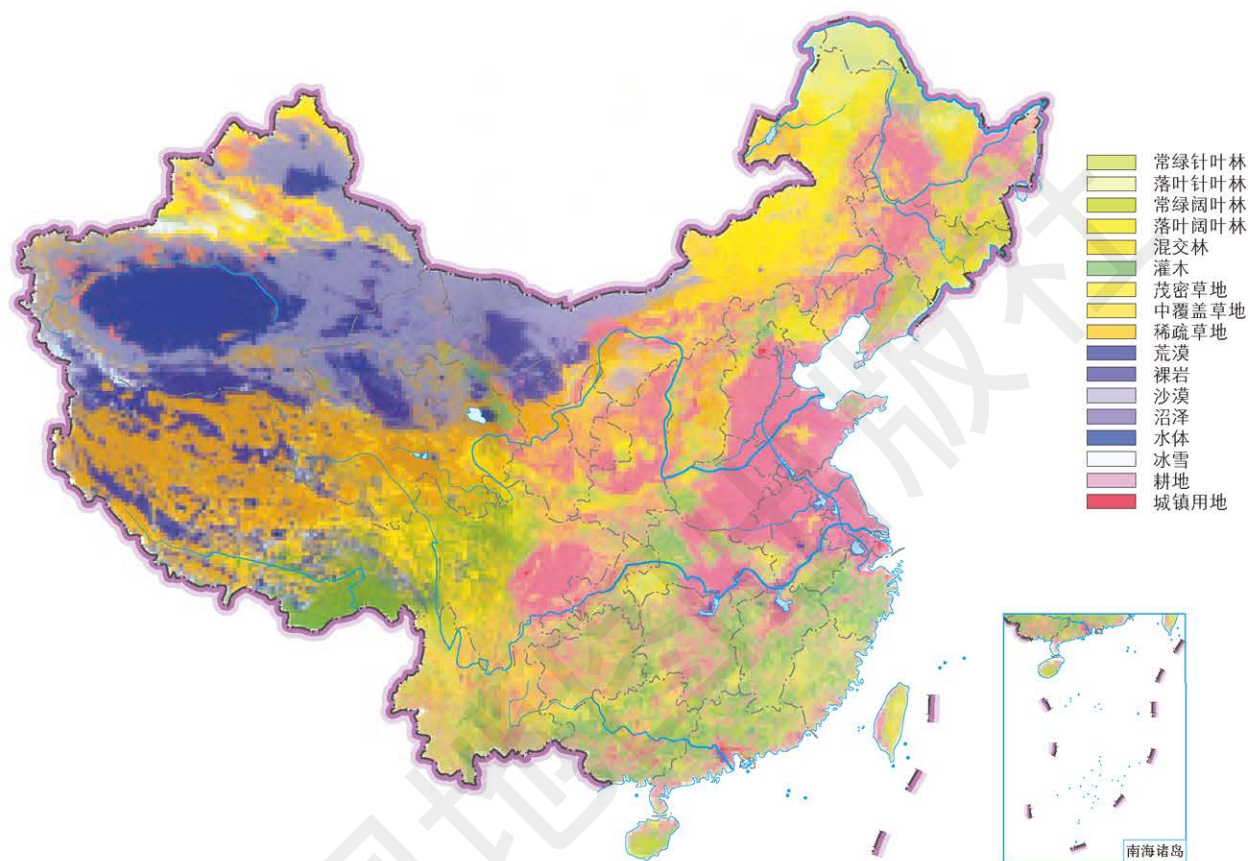 常绿针叶林
落叶针叶林
常绿阔叶林
落叶阔叶林
混交林
灌木
茂密草地
中覆盖草地
稀疏草地
荒漠
裸岩
沙漠
沼泽
水体
冰雪
耕地
城镇用地
南海诸岛
地
版社